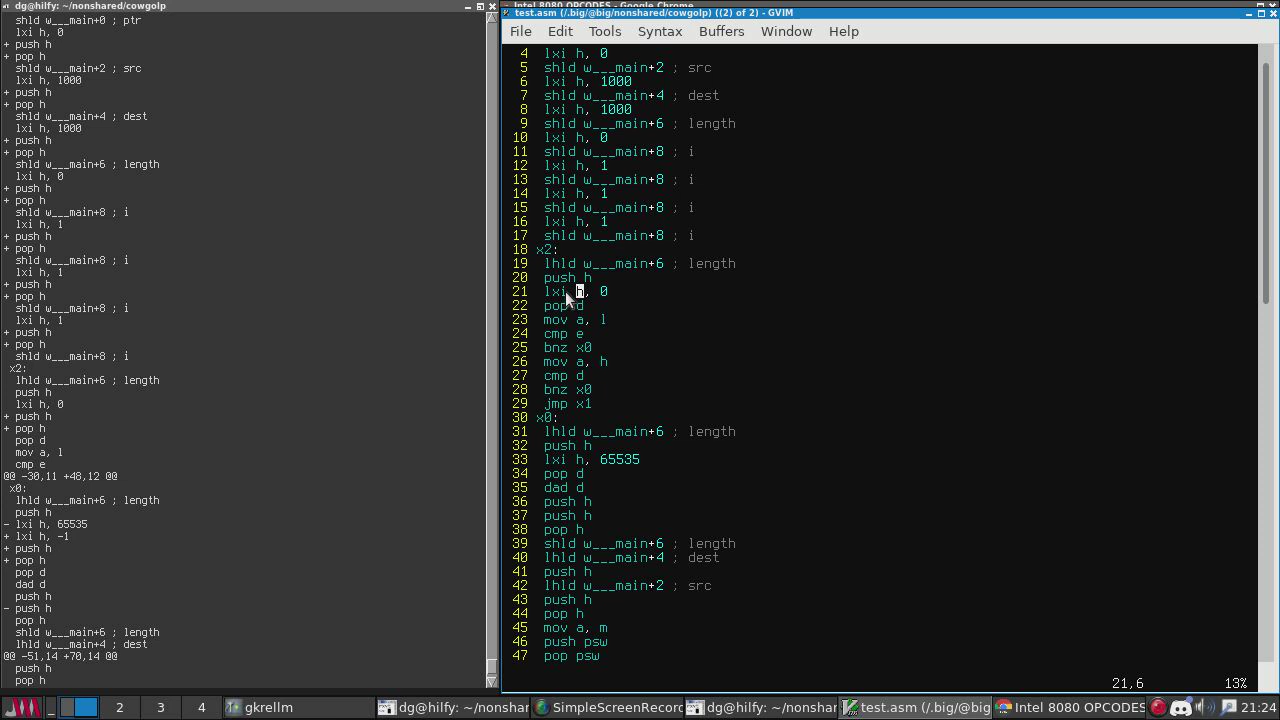 dg@hilfy: ~/nonshared/cowgolp
shld w___main+0 ; ptr
lxi h, 0
+ push h
+ pop h
shld w___main+2 ; src
lxi h, 1000
+ push h
+ pop h
shld w___main+4 ; dest
lxi h, 1000
+ push h
+ pop h
shld w___main+6 ; length
lxi h, 0
+ push h
+ pop h
shld w___main+8 ; i
lxi h, 1
+ push h
+ pop h
shld w___main+8 ; i
lxi h, 1
+ push h
+ pop h
shld w___main+8 ; i
lxi h, 1
+ push h
+ pop h
shld w___main+8 ; i
x2:
lhld w___main+6 ; length
push h
lxi h, 0
+ push h
+ pop h
pop d
mov a, l
cmp e
@@ -30,11 +48,12 @@
x0:
lhld w___main+6 ; length
push h
- lxi h, 65535
+ lxi h, -1
+ push h
+ pop h
pop d
dad d
push h
- push h
pop h
shld w___main+6 ; length
lhld w___main+4 ; dest
@@ -51,14 +70,14 @@
push h
pop h
Intel 8080 OPCODES - Google Chrome
test.asm (/.big/@big/nonshared/cowgolp) ((2) of 2) - GVIM
File Edit Tools Syntax Buffers Window Help
4 lxi h, 0
5 shld w___main+2 ; src
6 lxi h, 1000
7 shld w___main+4 ; dest
8 lxi h, 1000
9 shld w___main+6 ; length
10 lxi h, 0
11 shld w___main+8 ; i
12 lxi h, 1
13 shld w___main+8 ; i
14 lxi h, 1
15 shld w___main+8 ; i
16 lxi h, 1
17 shld w___main+8 ; i
18 x2:
19 lhld w___main+6 ; length
20 push h
21 lxi h, 0
22 pop d
23 mov a, l
24 cmp e
25 bnz x0
26 mov a, h
27 cmp d
28 bnz x0
29 jmp x1
30 x0:
31 lhld w___main+6 ; length
32 push h
33 lxi h, 65535
34 pop d
35 dad d
36 push h
37 push h
38 pop h
39 shld w___main+6 ; length
40 lhld w___main+4 ; dest
41 push h
42 lhld w___main+2 ; src
43 push h
44 pop h
45 mov a, m
46 push psw
47 pop psw
21,6 13%
2 3 4 gkrellm dg@hilfy: ~/nonshar SimpleScreenRecor dg@hilfy: ~/nonshar test.asm (/.big/@big Intel 8080 OPCODES 21:24